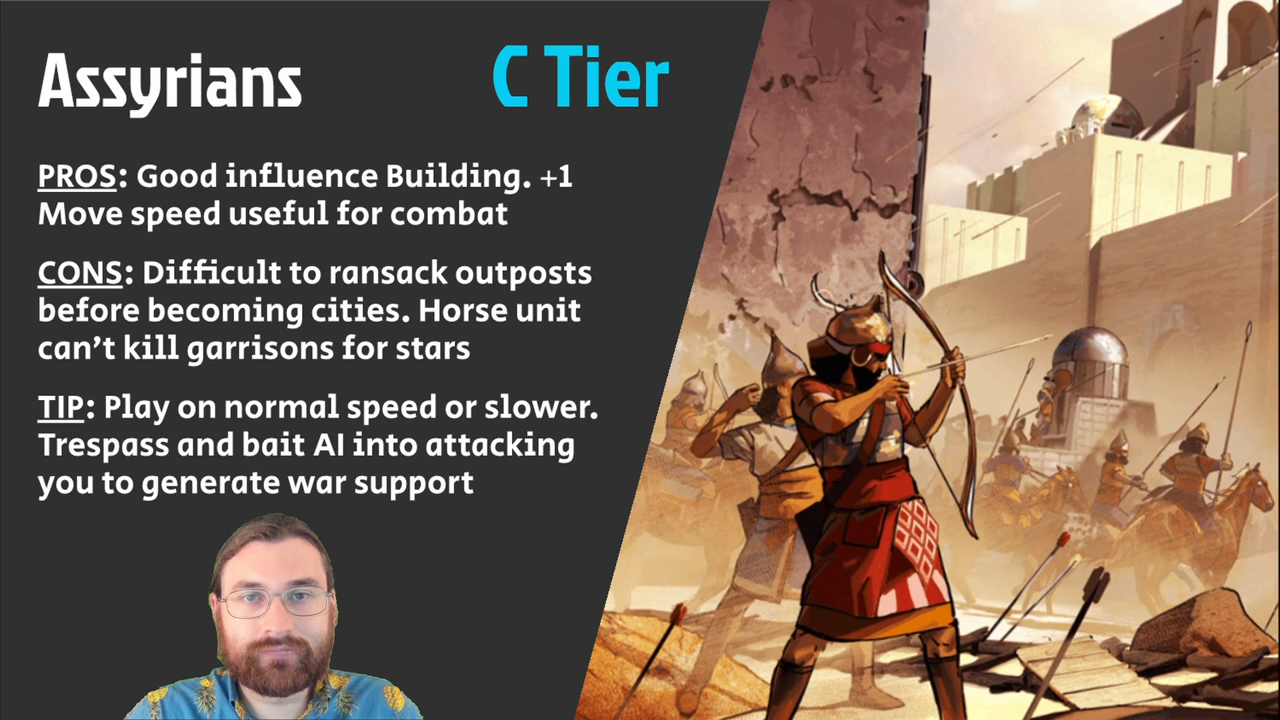 Assyrians
C Tier
PROS: Good influence Building. +1
Move speed useful for combat
CONS: Difficult to ransack outposts
before becoming cities. Horse unit
can't kill garrisons for stars
TIP: Play on normal speed or slower.
Trespass and bait AI into attacking
you to generate war support